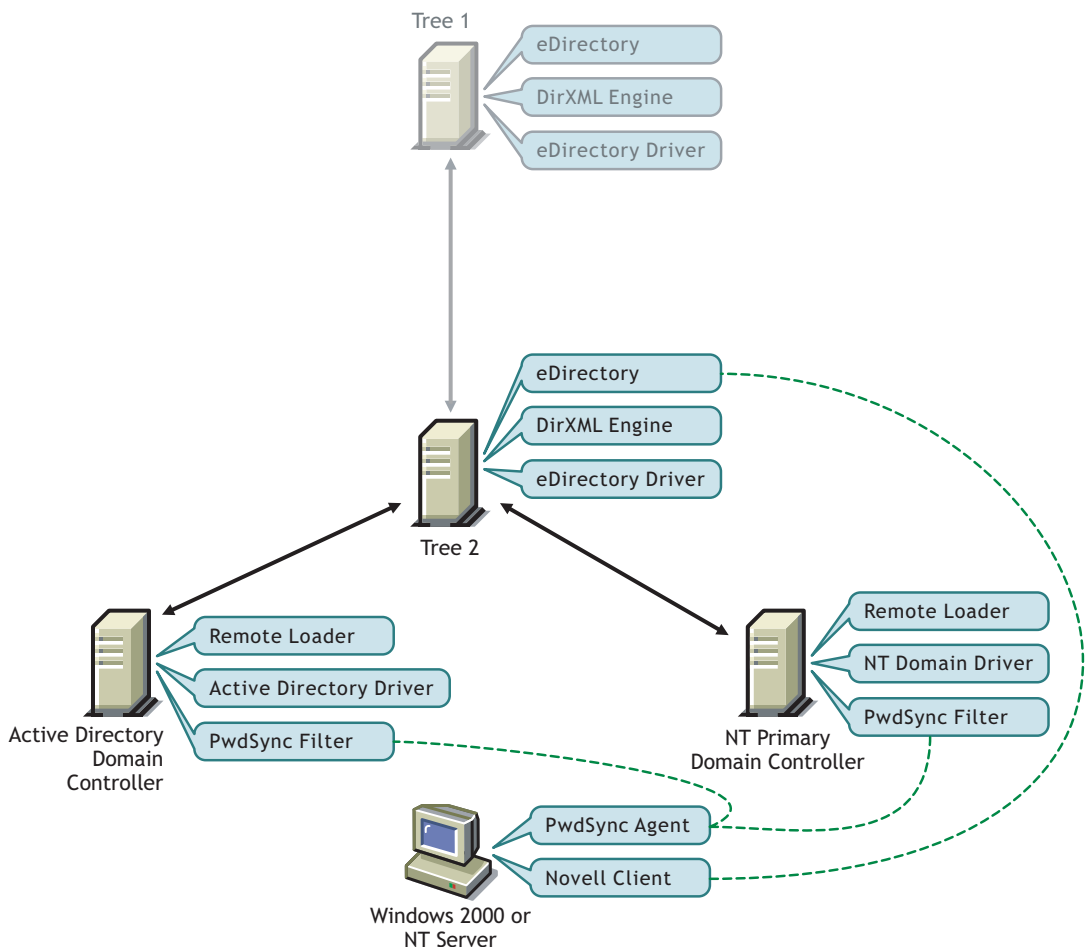 Tree 1
eDirectory
DirXML Engine
eDirectory Driver
eDirectory
DirXML Engine
eDirectory Driver
Tree 2
Remote Loader
Active Directory Driver
PwdSync Filter
Active Directory
Domain
Controller
Remote Loader
NT Domain Driver
PwdSync Filter
NT Primary
Domain Controller
PwdSync Agent
Novell Client
Windows 2000 or
NT Server